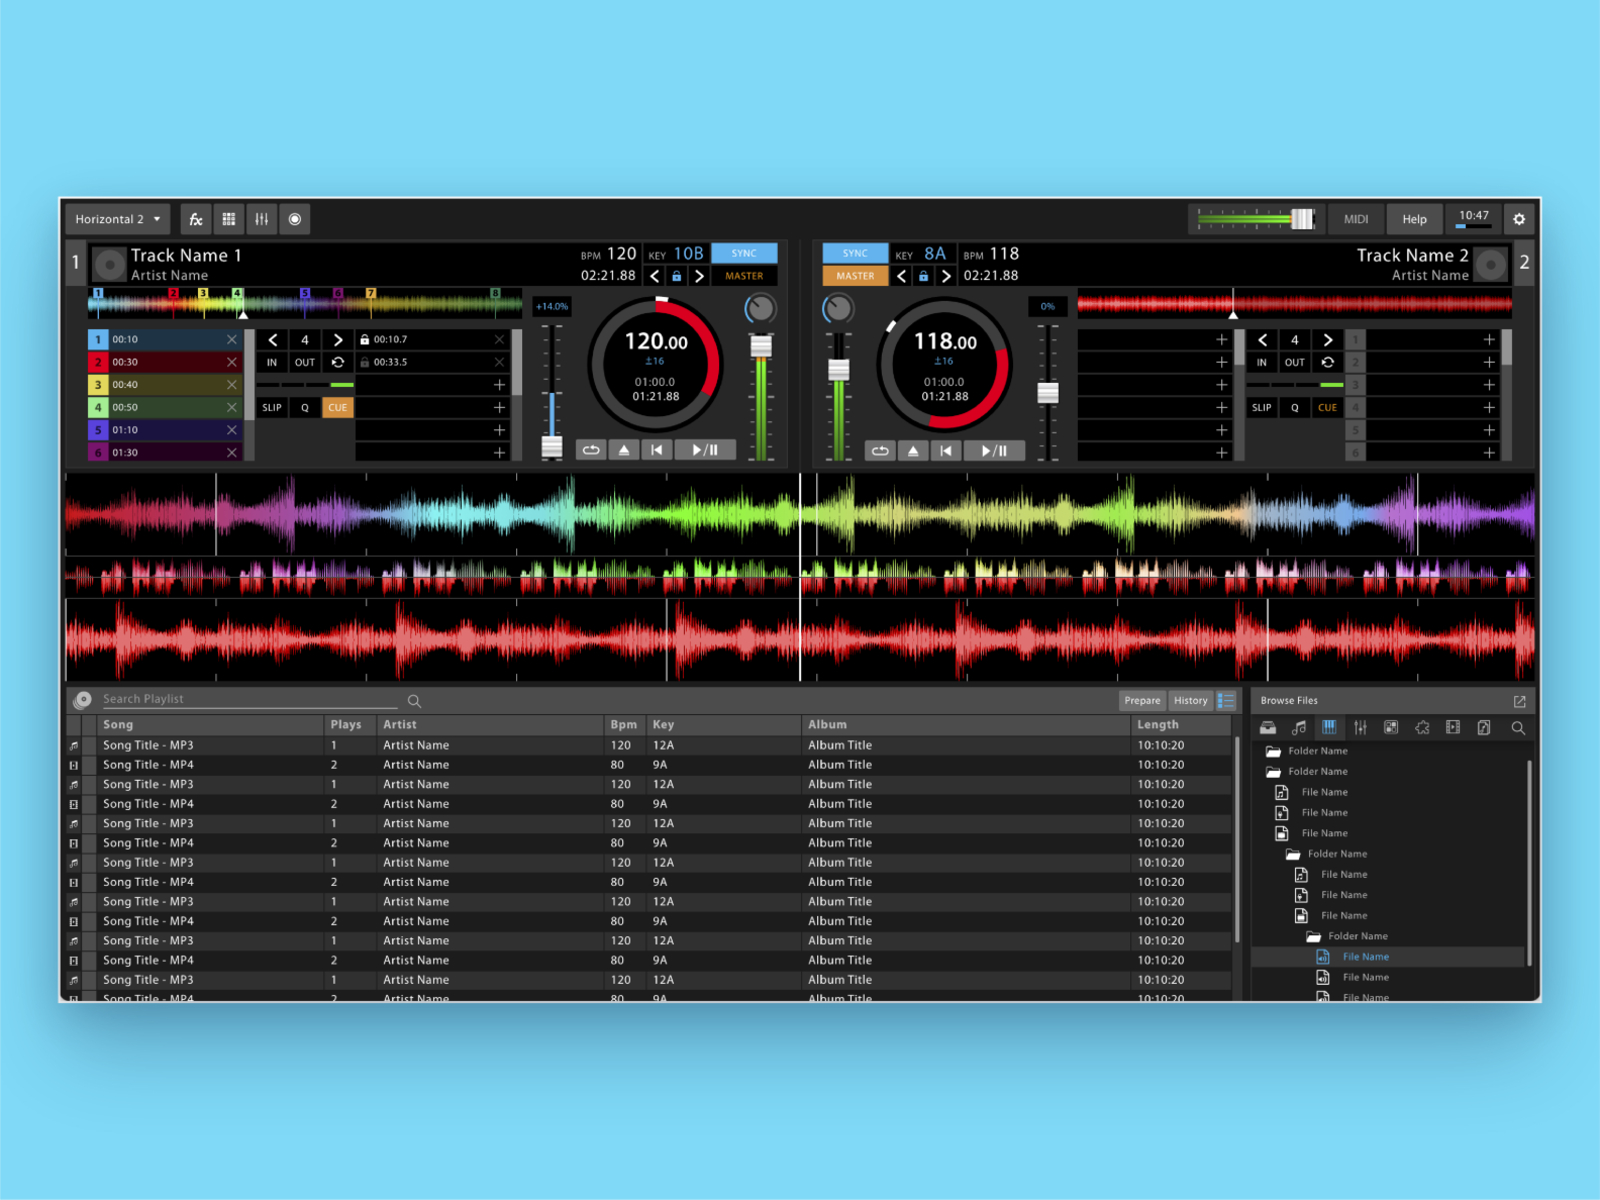 Horizontal 2 fx MIDI Help 10:47
1 Track Name 1 BPM 120 KEY 10B SYNC
Artist Name 02:21.88 MASTER
SYNC KEY 8A BPM 118 Track Name 2 2
MASTER 02:21.88 Artist Name
1 2 3 4 5 6 7 8
+14.0%
0%
1 00:10
2 00:30
3 00:40
4 00:50
5 01:10
6 01:30
4
IN OUT
SLIP Q CUE
00:10.7
00:33.5
120.00
±16
01:00.0
01:21.88
118.00
±16
01:00.0
01:21.88
4
IN OUT
SLIP Q CUE
1
2
3
4
5
6
Search Playlist Prepare History
Song Plays Artist Bpm Key Album Length
Song Title - MP3 1 Artist Name 120 12A Album Title 10:10:20
Song Title - MP4 2 Artist Name 80 9A Album Title 10:10:20
Song Title - MP3 1 Artist Name 120 12A Album Title 10:10:20
Song Title - MP4 2 Artist Name 80 9A Album Title 10:10:20
Song Title - MP3 1 Artist Name 120 12A Album Title 10:10:20
Song Title - MP4 2 Artist Name 80 9A Album Title 10:10:20
Song Title - MP3 1 Artist Name 120 12A Album Title 10:10:20
Song Title - MP4 2 Artist Name 80 9A Album Title 10:10:20
Song Title - MP3 1 Artist Name 120 12A Album Title 10:10:20
Song Title - MP4 2 Artist Name 80 9A Album Title 10:10:20
Song Title - MP3 1 Artist Name 120 12A Album Title 10:10:20
Song Title - MP4 2 Artist Name 80 9A Album Title 10:10:20
Song Title - MP3 1 Artist Name 120 12A Album Title 10:10:20
Song Title - MP4 2 Artist Name 80 9A Album Title 10:10:20
Browse Files
Folder Name
Folder Name
File Name
File Name
File Name
Folder Name
File Name
File Name
File Name
Folder Name
File Name
File Name
File Name